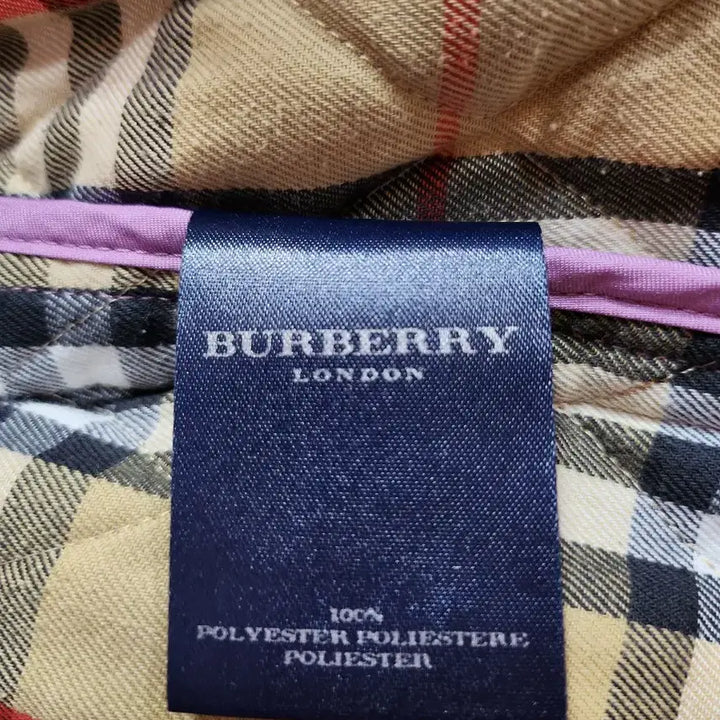 BURBERRY
LONDON
100%
POLYESTER POLIESTERE
POLIESTER